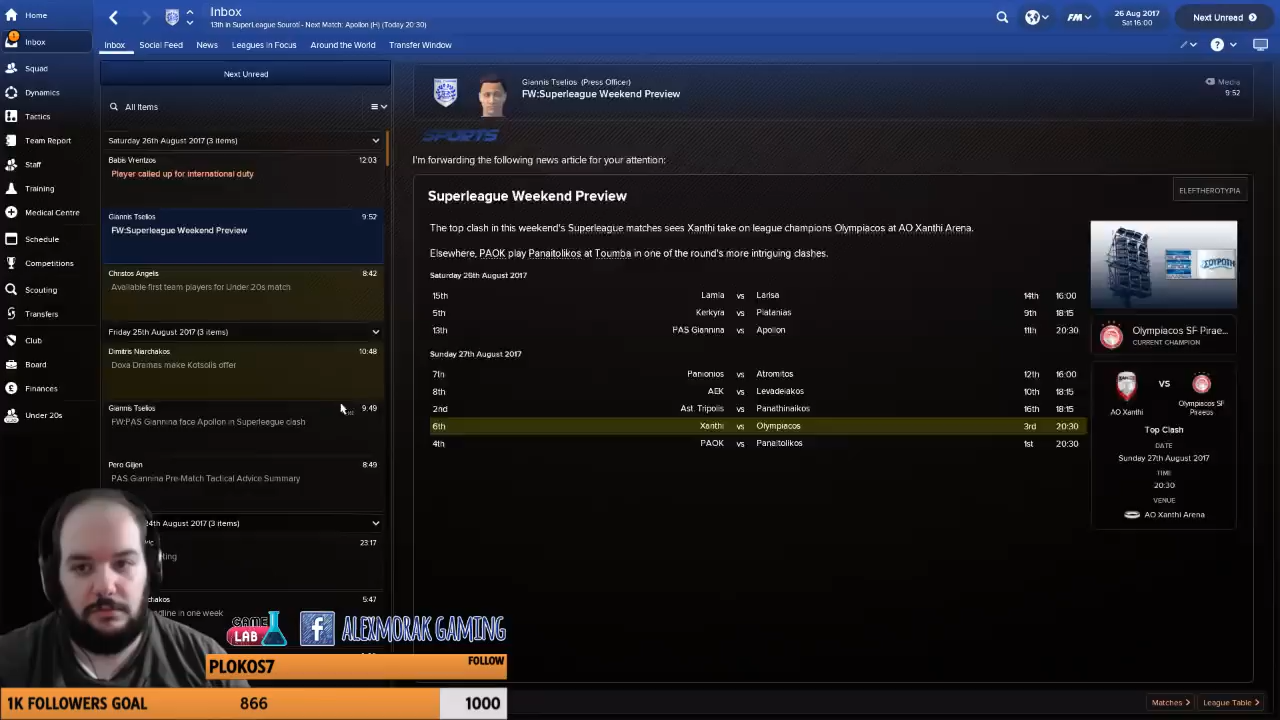 Home
Inbox
13th in SuperLeague Souroti - Next Match: Apollon (H) (Today 20:30)
FM
26 Aug 2017
Sat 16:00
Next Unread
Inbox
Social Feed
News
Leagues in Focus
Around the World
Transfer Window
Inbox
Squad
Dynamics
Tactics
Team Report
Staff
Training
Medical Centre
Schedule
Competitions
Scouting
Transfers
Club
Board
Finances
Under 20s
Next Unread
All Items
Saturday 26th August 2017 (3 items)
Babis Vrentzos 12:03
Player called up for international duty
Giannis Tselios 9:52
FW:Superleague Weekend Preview
Christos Angelis 8:42
Available first team players for Under 20s match
Friday 25th August 2017 (3 items)
Dimitris Niarchakos 10:48
Doxa Dramas make Kotsolis offer
Giannis Tselios 9:49
FW:PAS Giannina face Apollon in Superleague clash
Pero Giljen 8:49
PAS Giannina Pre-Match Tactical Advice Summary
24th August 2017 (3 items)
23:17
5:47
dline in one week
Giannis Tselios (Press Officer)
FW:Superleague Weekend Preview
Media
9:52
SPORTS
I'm forwarding the following news article for your attention:
Superleague Weekend Preview
ELEFTHEROTYPIA
The top clash in this weekend's Superleague matches sees Xanthi take on league champions Olympiacos at AO Xanthi Arena.
Elsewhere, PAOK play Panaitolikos at Toumba in one of the round's more intriguing clashes.
Saturday 26th August 2017
15th Lamia vs Larisa 14th 16:00
5th Kerkyra vs Platanias 9th 18:15
13th PAS Giannina vs Apollon 11th 20:30
Sunday 27th August 2017
7th Panionios vs Atromitos 12th 16:00
8th AEK vs Levadeiakos 10th 18:15
2nd Ast. Tripolis vs Panathinaikos 16th 18:15
6th Xanthi vs Olympiacos 3rd 20:30
4th PAOK vs Panaitolikos 1st 20:30
ΣΟΥΡΩΤΗ
Olympiacos SF Pirae...
CURRENT CHAMPION
VS
AO Xanthi
Olympiacos SF
Piraeus
Top Clash
DATE
Sunday 27th August 2017
TIME
20:30
VENUE
AO Xanthi Arena
Matches
League Table
GAME
LAB
f
ALEXMORAK GAMING
PLOKOS7
FOLLOW
1K FOLLOWERS GOAL
866
1000